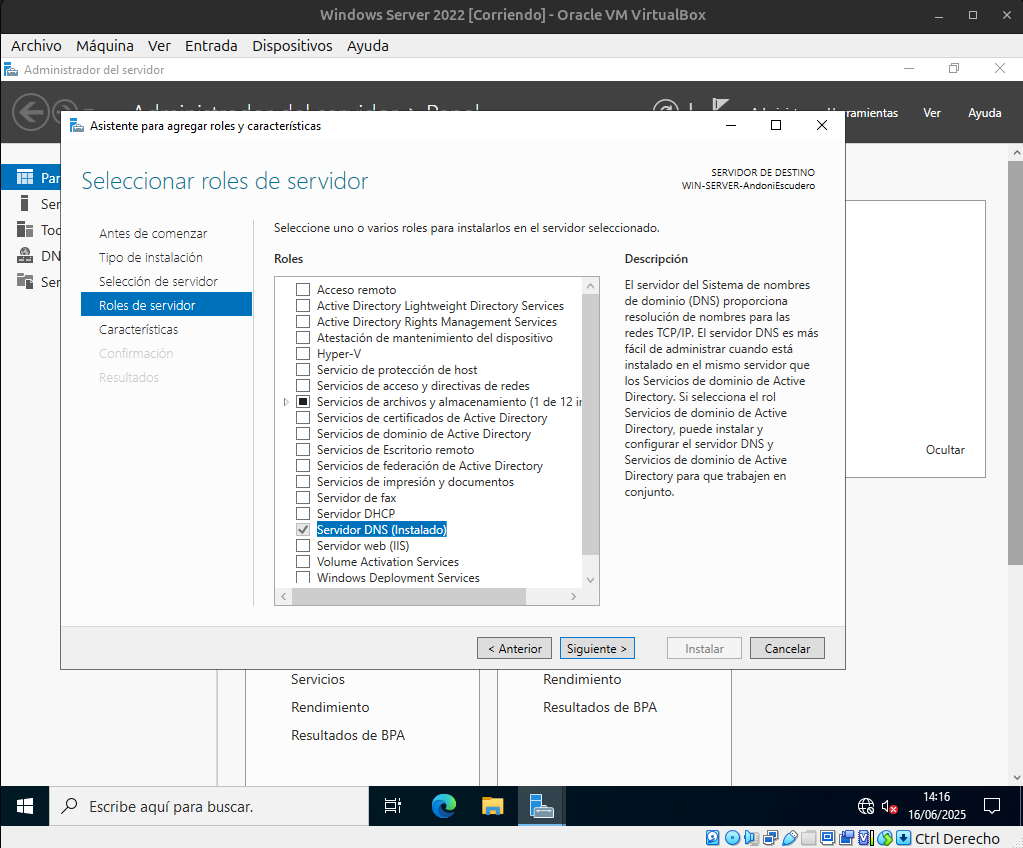 Windows Server 2022 [Corriendo] - Oracle VM VirtualBox
Archivo Máquina Ver Entrada Dispositivos Ayuda
Administrador del servidor
Ver Ayuda
Asistente para agregar roles y características
Seleccionar roles de servidor
SERVIDOR DE DESTINO
WIN-SERVER-AndoniEscudero
Antes de comenzar
Tipo de instalación
Selección de servidor
Roles de servidor
Características
Confirmación
Resultados
Seleccione uno o varios roles para instalarlos en el servidor seleccionado.
Roles
Acceso remoto
Active Directory Lightweight Directory Services
Active Directory Rights Management Services
Atestación de mantenimiento del dispositivo
Hyper-V
Servicio de protección de host
Servicios de acceso y directivas de redes
Servicios de archivos y almacenamiento (1 de 12 in
Servicios de certificados de Active Directory
Servicios de dominio de Active Directory
Servicios de Escritorio remoto
Servicios de federación de Active Directory
Servicios de impresión y documentos
Servidor de fax
Servidor DHCP
Servidor DNS (Instalado)
Servidor web (IIS)
Volume Activation Services
Windows Deployment Services
Descripción
El servidor del Sistema de nombres
de dominio (DNS) proporciona
resolución de nombres para las
redes TCP/IP. El servidor DNS es más
fácil de administrar cuando está
instalado en el mismo servidor que
los Servicios de dominio de Active
Directory. Si selecciona el rol
Servicios de dominio de Active
Directory, puede instalar y
configurar el servidor DNS y
Servicios de dominio de Active
Directory para que trabajen en
conjunto.
Ocultar
< Anterior Siguiente > Instalar Cancelar
Servicios
Rendimiento
Resultados de BPA
Rendimiento
Resultados de BPA
Escribe aquí para buscar.
14:16
16/06/2025
Ctrl Derecho